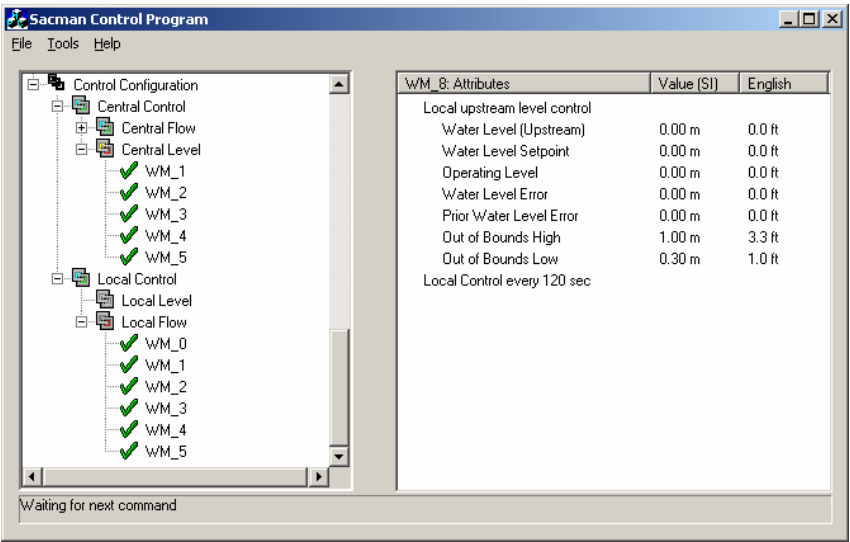 Sacman Control Program
File Tools Help
Control Configuration
Central Control
Central Flow
Central Level
WM_1
WM_2
WM_3
WM_4
WM_5
Local Control
Local Level
Local Flow
WM_0
WM_1
WM_2
WM_3
WM_4
WM_5
WM_8: Attributes Value (SI) English
Local upstream level control
Water Level (Upstream) 0.00 m 0.0 ft
Water Level Setpoint 0.00 m 0.0 ft
Operating Level 0.00 m 0.0 ft
Water Level Error 0.00 m 0.0 ft
Prior Water Level Error 0.00 m 0.0 ft
Out of Bounds High 1.00 m 3.3 ft
Out of Bounds Low 0.30 m 1.0 ft
Local Control every 120 sec
Waiting for next command